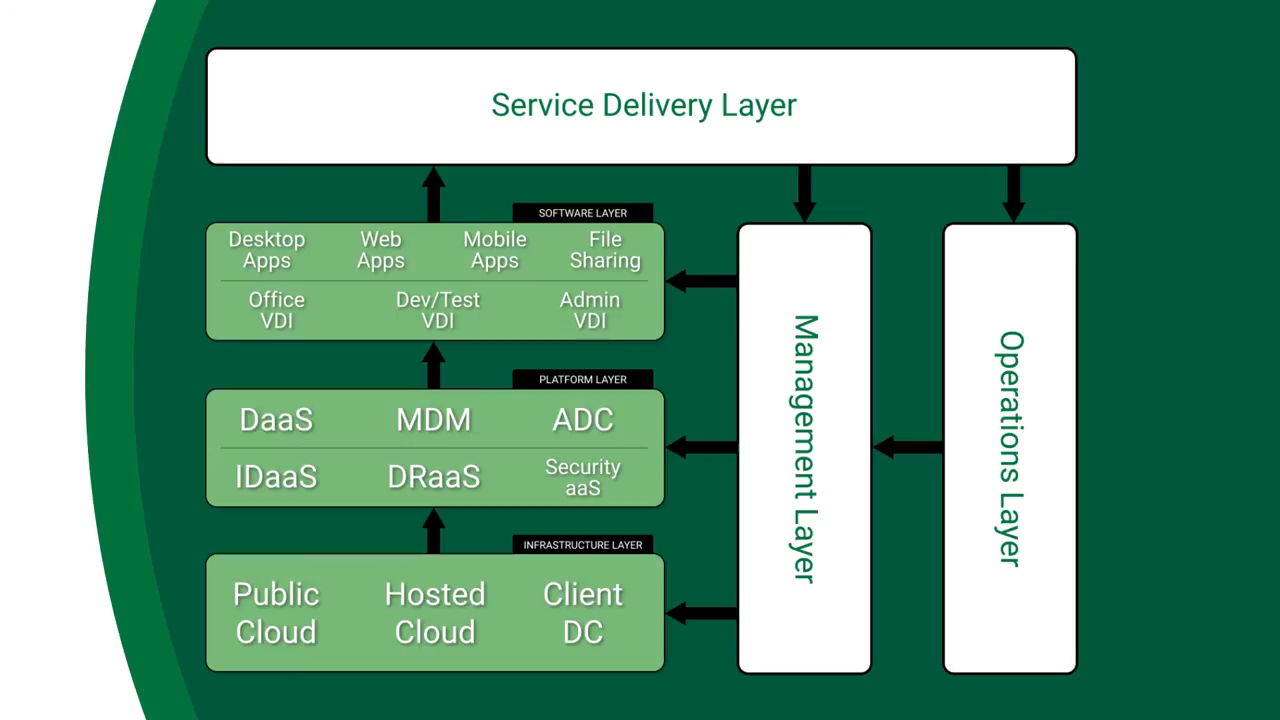 Service Delivery Layer
SOFTWARE LAYER
Desktop
Apps
Web
Apps
Mobile
Apps
File
Sharing
Office
VDI
Dev/Test
VDI
Admin
VDI
PLATFORM LAYER
DaaS
MDM
ADC
IDaaS
DRaaS
Security
aaS
INFRASTRUCTURE LAYER
Public
Cloud
Hosted
Cloud
Client
DC
Management Layer
Operations Layer